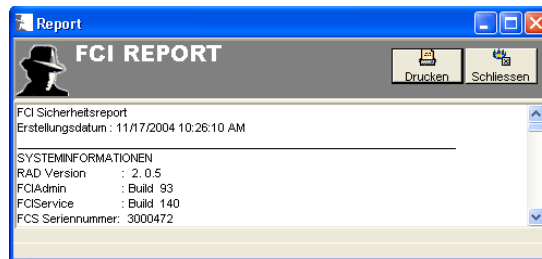 Report
FCI REPORT
Drucken
Schliessen
FCI Sicherheitsreport
Erstellungsdatum : 11/17/2004 10:26:10 AM
SYSTEMINFORMATIONEN
RAD Version : 2.0.5
FCIAdmin : Build 93
FCIService : Build 140
FCS Seriennummer: 3000472